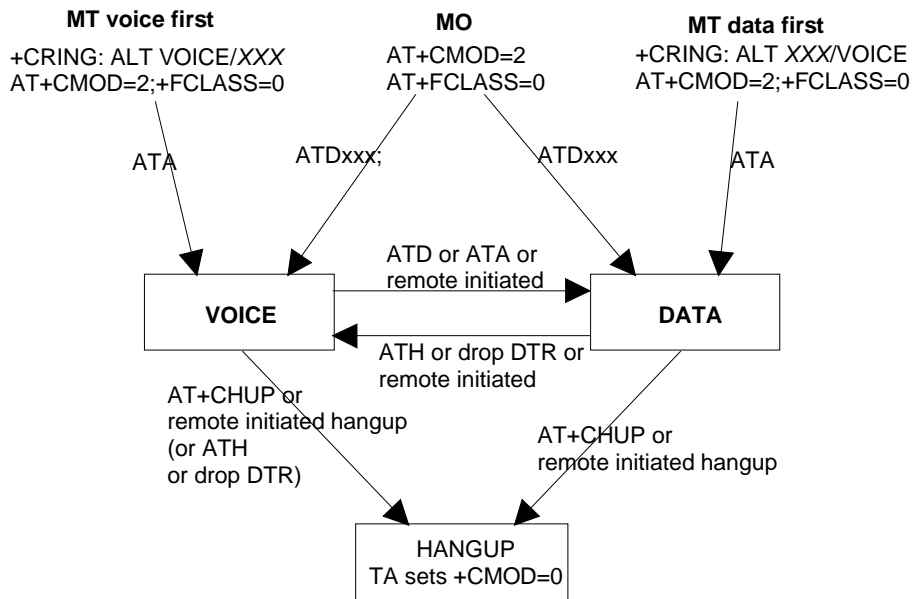 MT voice first
+CRING: ALT VOICE/XXX
AT+CMOD=2;+FCLASS=0
MO
AT+CMOD=2
AT+FCLASS=0
MT data first
+CRING: ALT XXX/VOICE
AT+CMOD=2;+FCLASS=0
ATA
ATDxxx;
ATDxxx
ATA
ATD or ATA or
remote initiated
VOICE
DATA
ATH or drop DTR or
remote initiated
AT+CHUP or
remote initiated hangup
(or ATH
or drop DTR)
AT+CHUP or
remote initiated hangup
HANGUP
TA sets +CMOD=0